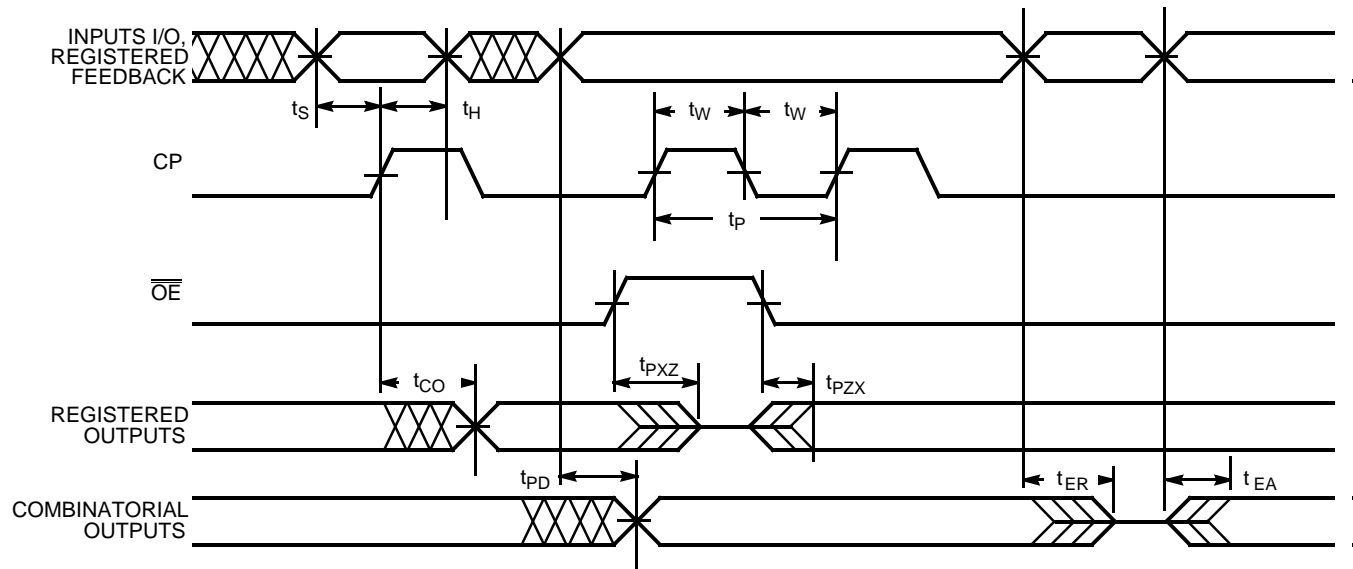 INPUTS I/O,
REGISTERED
FEEDBACK
tS
tH
tW
tW
CP
tP
OE
tCO
tPXZ
tPZX
REGISTERED
OUTPUTS
tPD
tER
tEA
COMBINATORIAL
OUTPUTS